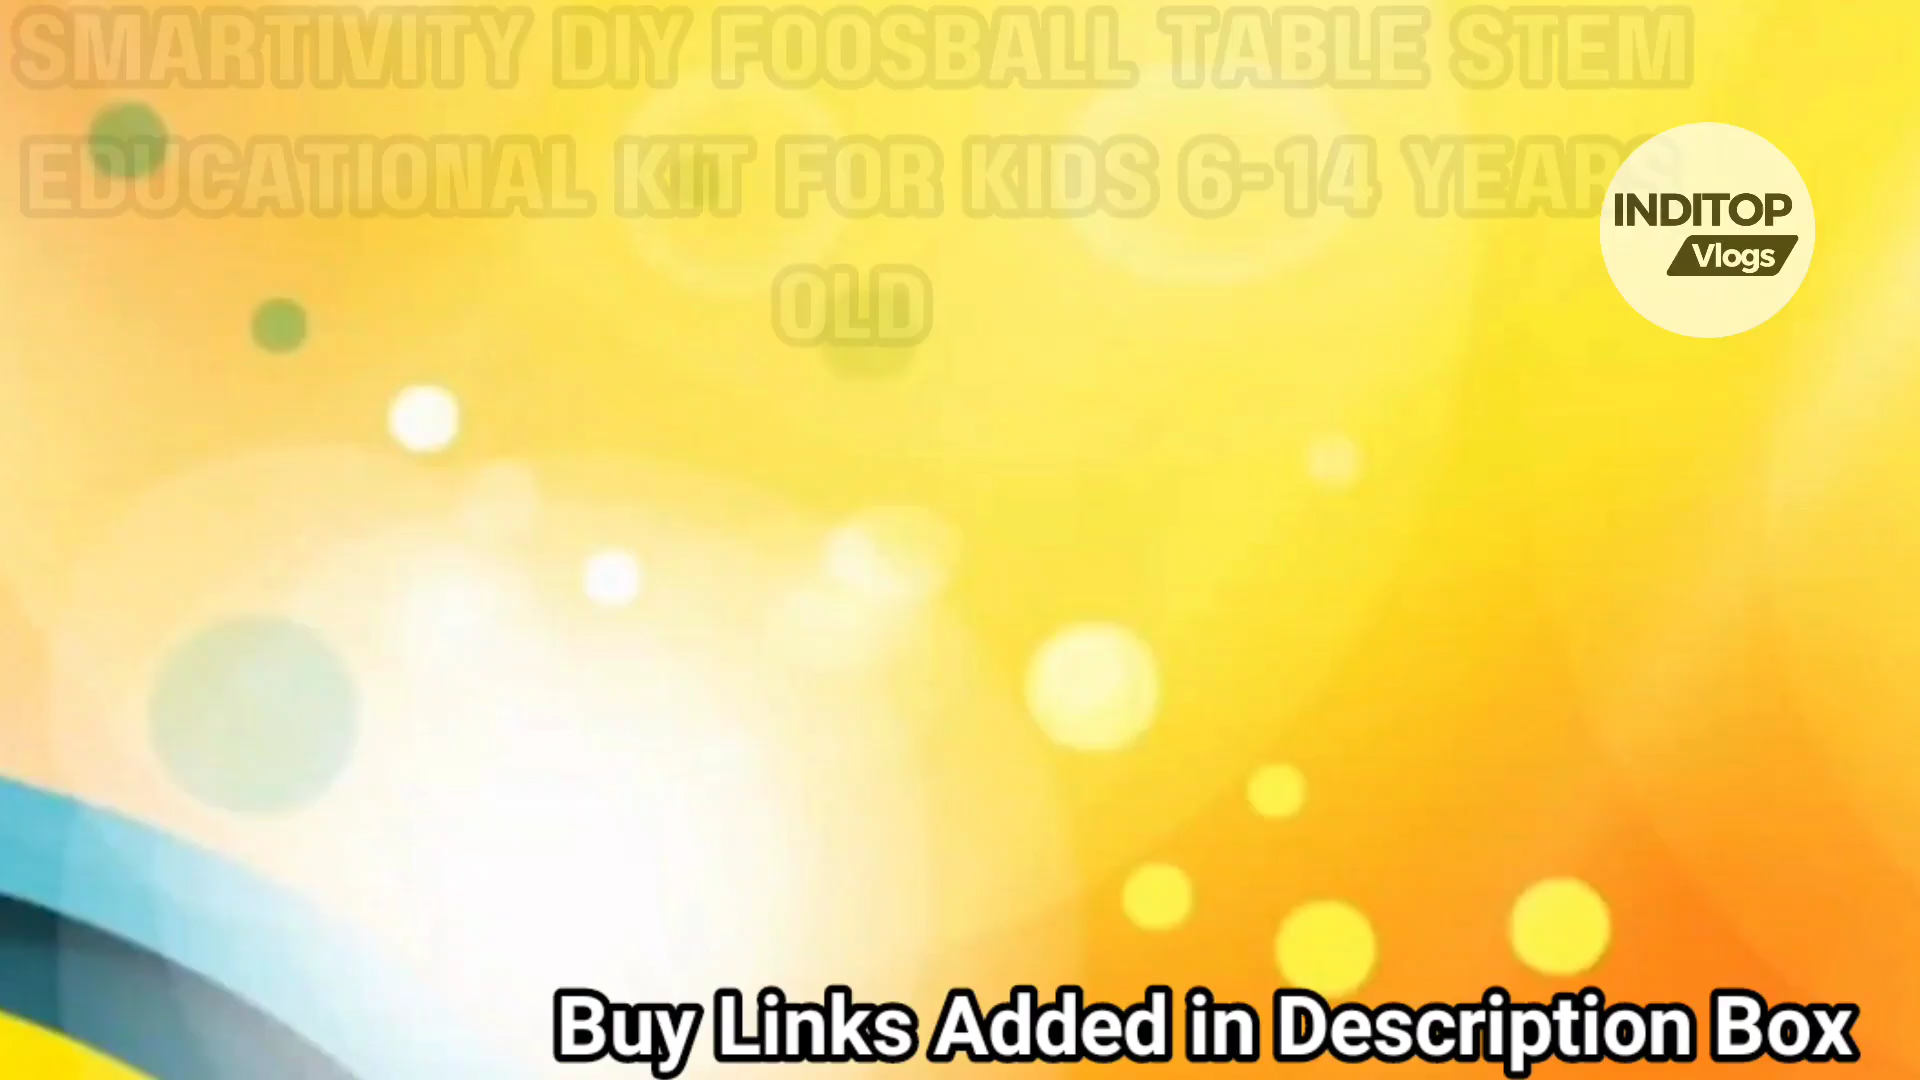 SMARTIVITY DIY FOOSBALL TABLE STEM
EDUCATIONAL KIT FOR KIDS 6-14 YEARS
OLD
INDITOP
Vlogs
Buy Links Added in Description Box